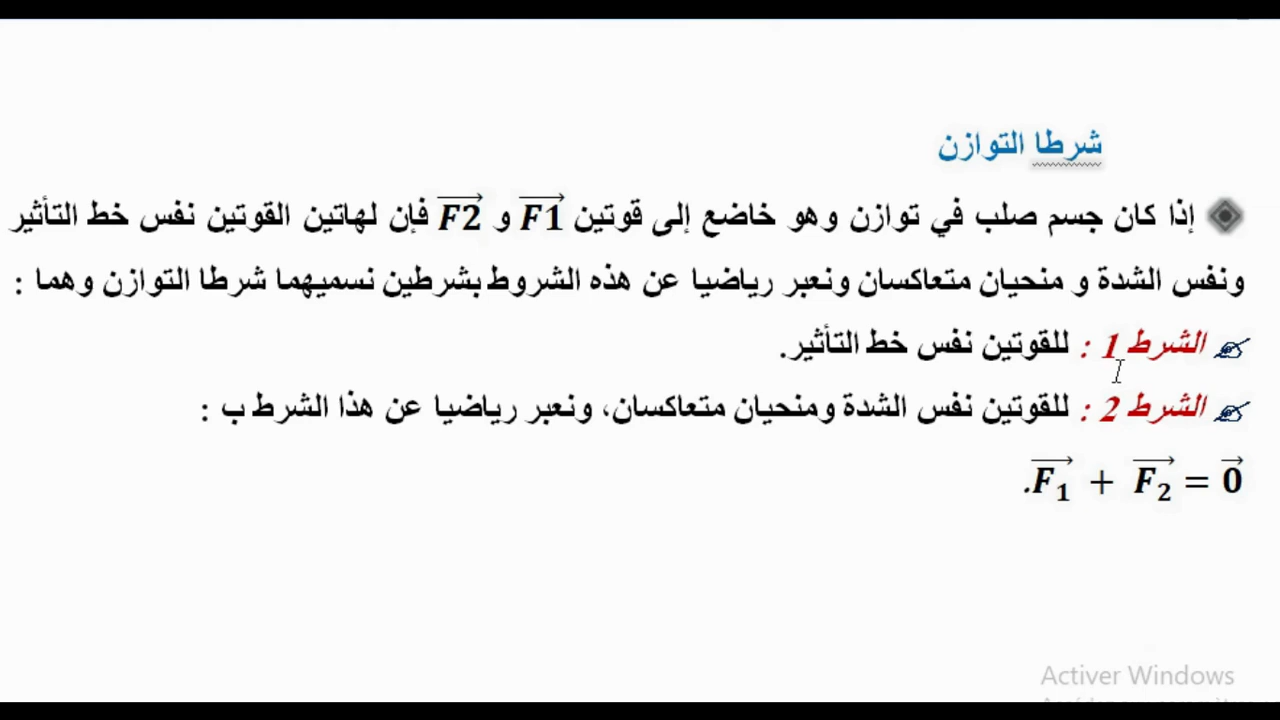 شرطا التوازن
إذا كان جسم صلب في توازن وهو خاضع إلى قوتين F1 و F2 فإن لهاتين القوتين نفس خط التأثير
ونفس الشدة و منحيان متعاكسان ونعبر رياضيا عن هذه الشروط بشرطين نسميهما شرطا التوازن وهما :
الشرط 1 : للقوتين نفس خط التأثير.
الشرط 2 : للقوتين نفس الشدة ومنحيان متعاكسان، ونعبر رياضيا عن هذا الشرط ب :
.F₁⃗ + F₂⃗ = 0⃗
Activer Windows